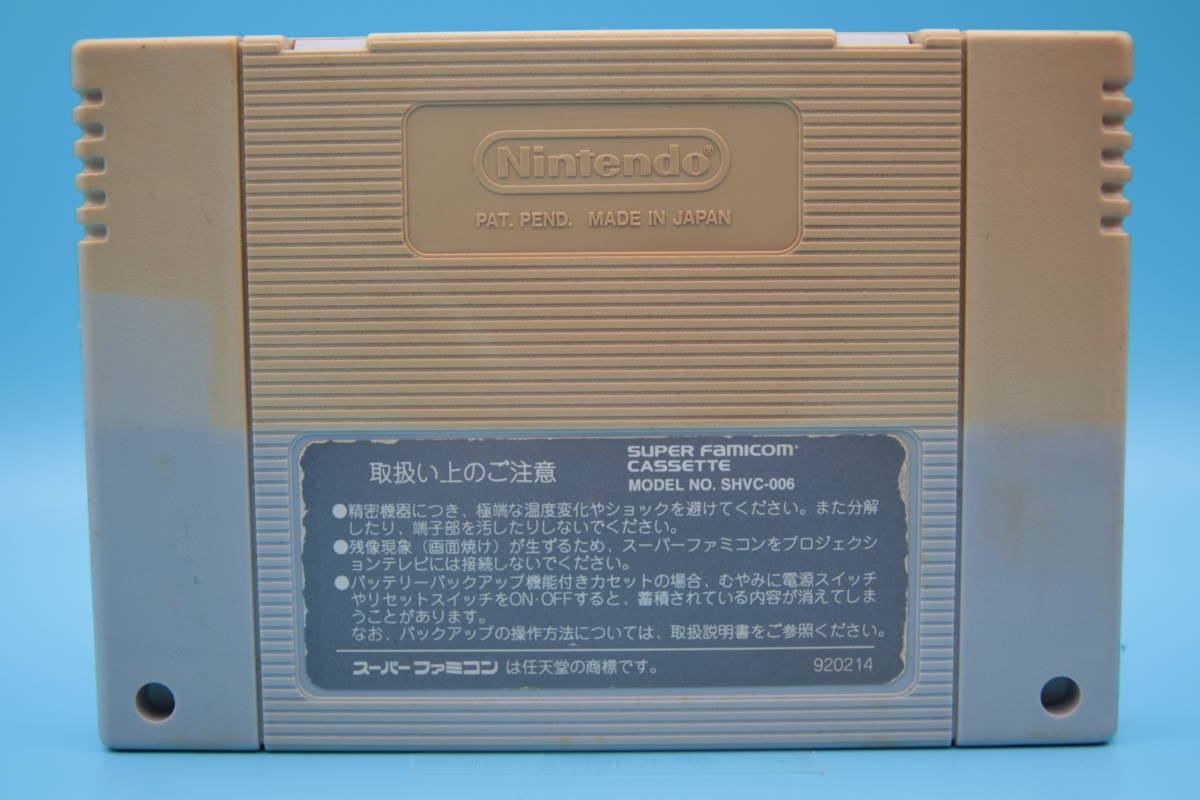 Nintendo®
PAT. PEND. MADE IN JAPAN
取扱い上のご注意
SUPER FAMICOM
CASSETTE
MODEL NO. SHVC-006
●精密機器につき、極端な温度変化やショックを避けてください。また分解
したり、端子部を汚したりしないでください。
●残像現象（画面焼け）が生ずるため、スーパーファミコンをプロジェクシ
ョンテレビには接続しないでください。
●バッテリーバックアップ機能付きカセットの場合、むやみに電源スイッチ
やリセットスイッチをON・OFFすると、蓄積されている内容が消えてしま
うことがあります。
なお、バックアップの操作方法については、取扱説明書をご参照ください。
スーパーファミコンは任天堂の商標です。
920214